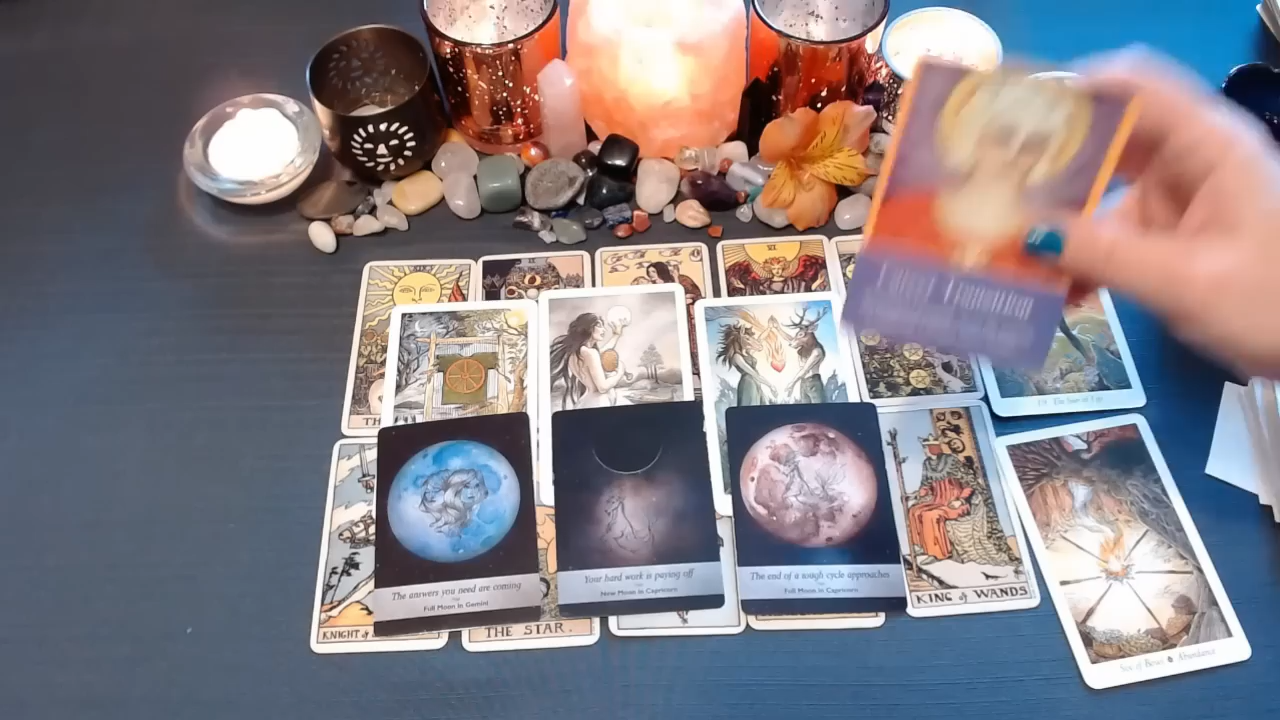 VI
TH
The answers you need are coming
Full Moon in Gemini
Your hard work is paying off
New Moon in Capricorn
The end of a tough cycle approaches
Full Moon in Capricorn
KNIGHT of
THE STAR.
KING of WANDS
Abundance